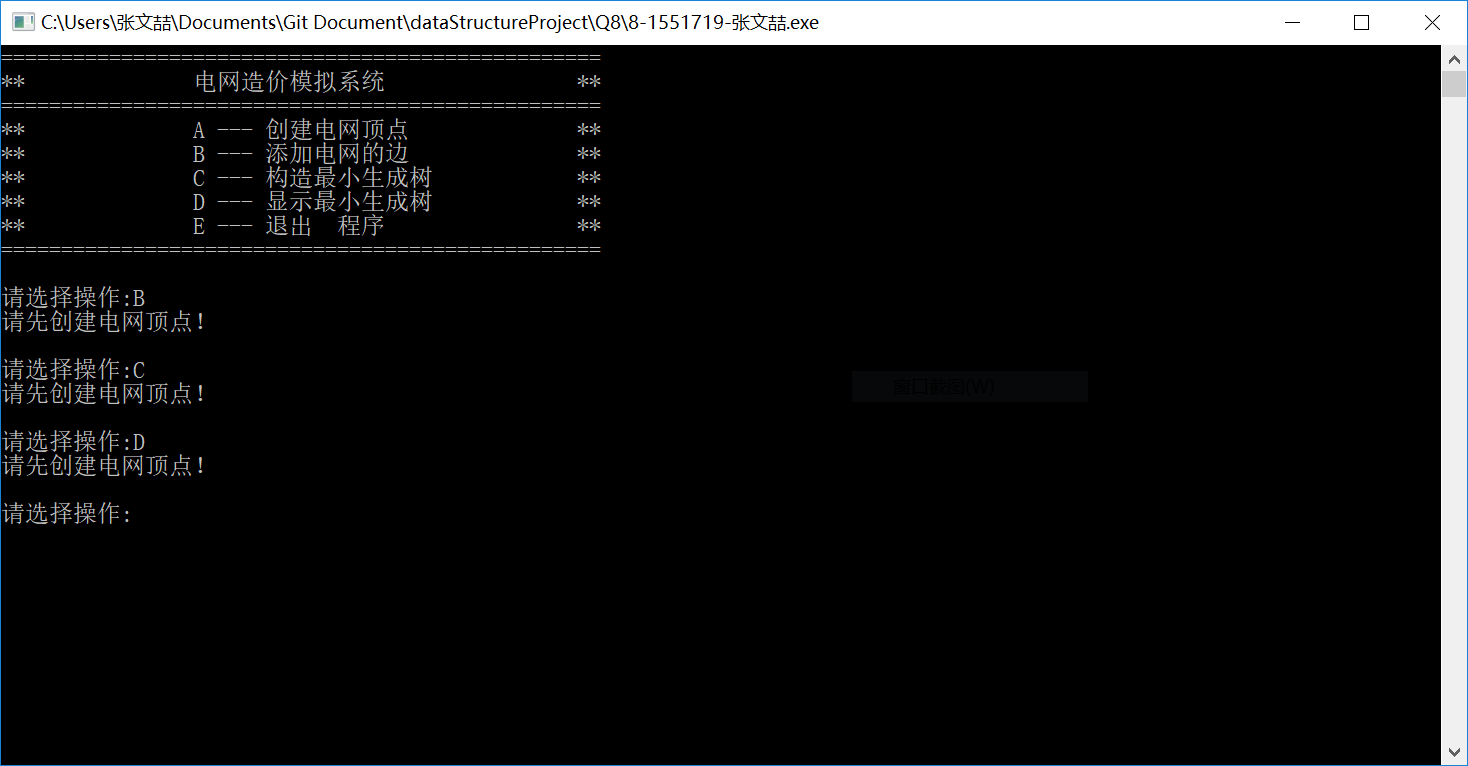 C:\Users\张文喆\Documents\Git Document\dataStructureProject\Q8\8-1551719-张文喆.exe
==================================================
** 电网造价模拟系统 **
==================================================
** A --- 创建电网顶点 **
** B --- 添加电网的边 **
** C --- 构造最小生成树 **
** D --- 显示最小生成树 **
** E --- 退出 程序 **
==================================================
请选择操作:B
请先创建电网顶点!
请选择操作:C
请先创建电网顶点!
窗口截图(W)
请选择操作:D
请先创建电网顶点!
请选择操作: